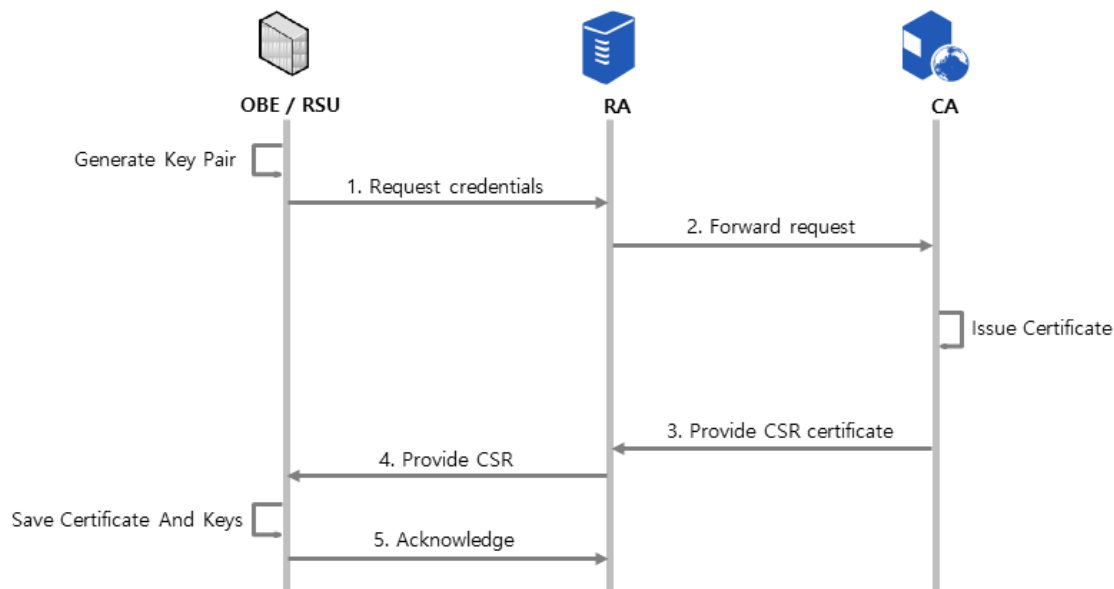 OBE / RSU
RA
CA
Generate Key Pair
1. Request credentials
2. Forward request
Issue Certificate
3. Provide CSR certificate
4. Provide CSR
Save Certificate And Keys
5. Acknowledge